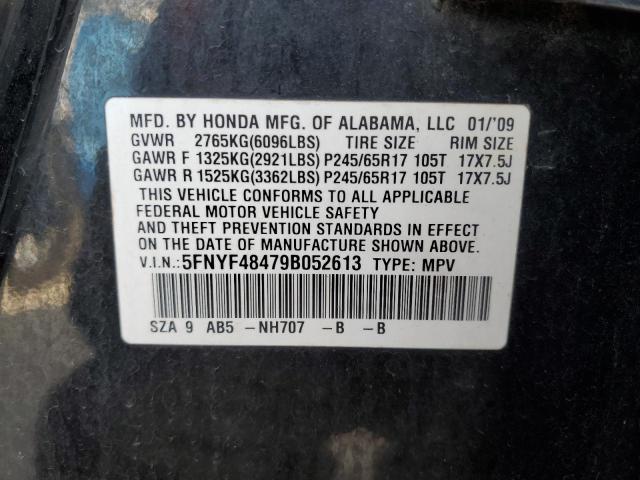 MFD. BY HONDA MFG. OF ALABAMA, LLC 01/'09
GVWR 2765KG(6096LBS) TIRE SIZE RIM SIZE
GAWR F 1325KG(2921LBS) P245/65R17 105T 17X7.5J
GAWR R 1525KG(3362LBS) P245/65R17 105T 17X7.5J
THIS VEHICLE CONFORMS TO ALL APPLICABLE
FEDERAL MOTOR VEHICLE SAFETY
AND THEFT PREVENTION STANDARDS IN EFFECT
ON THE DATE OF MANUFACTURE SHOWN ABOVE.
V.I.N.: 5FNYF48479B052613 TYPE: MPV
SZA 9 AB5 -NH707 -B -B